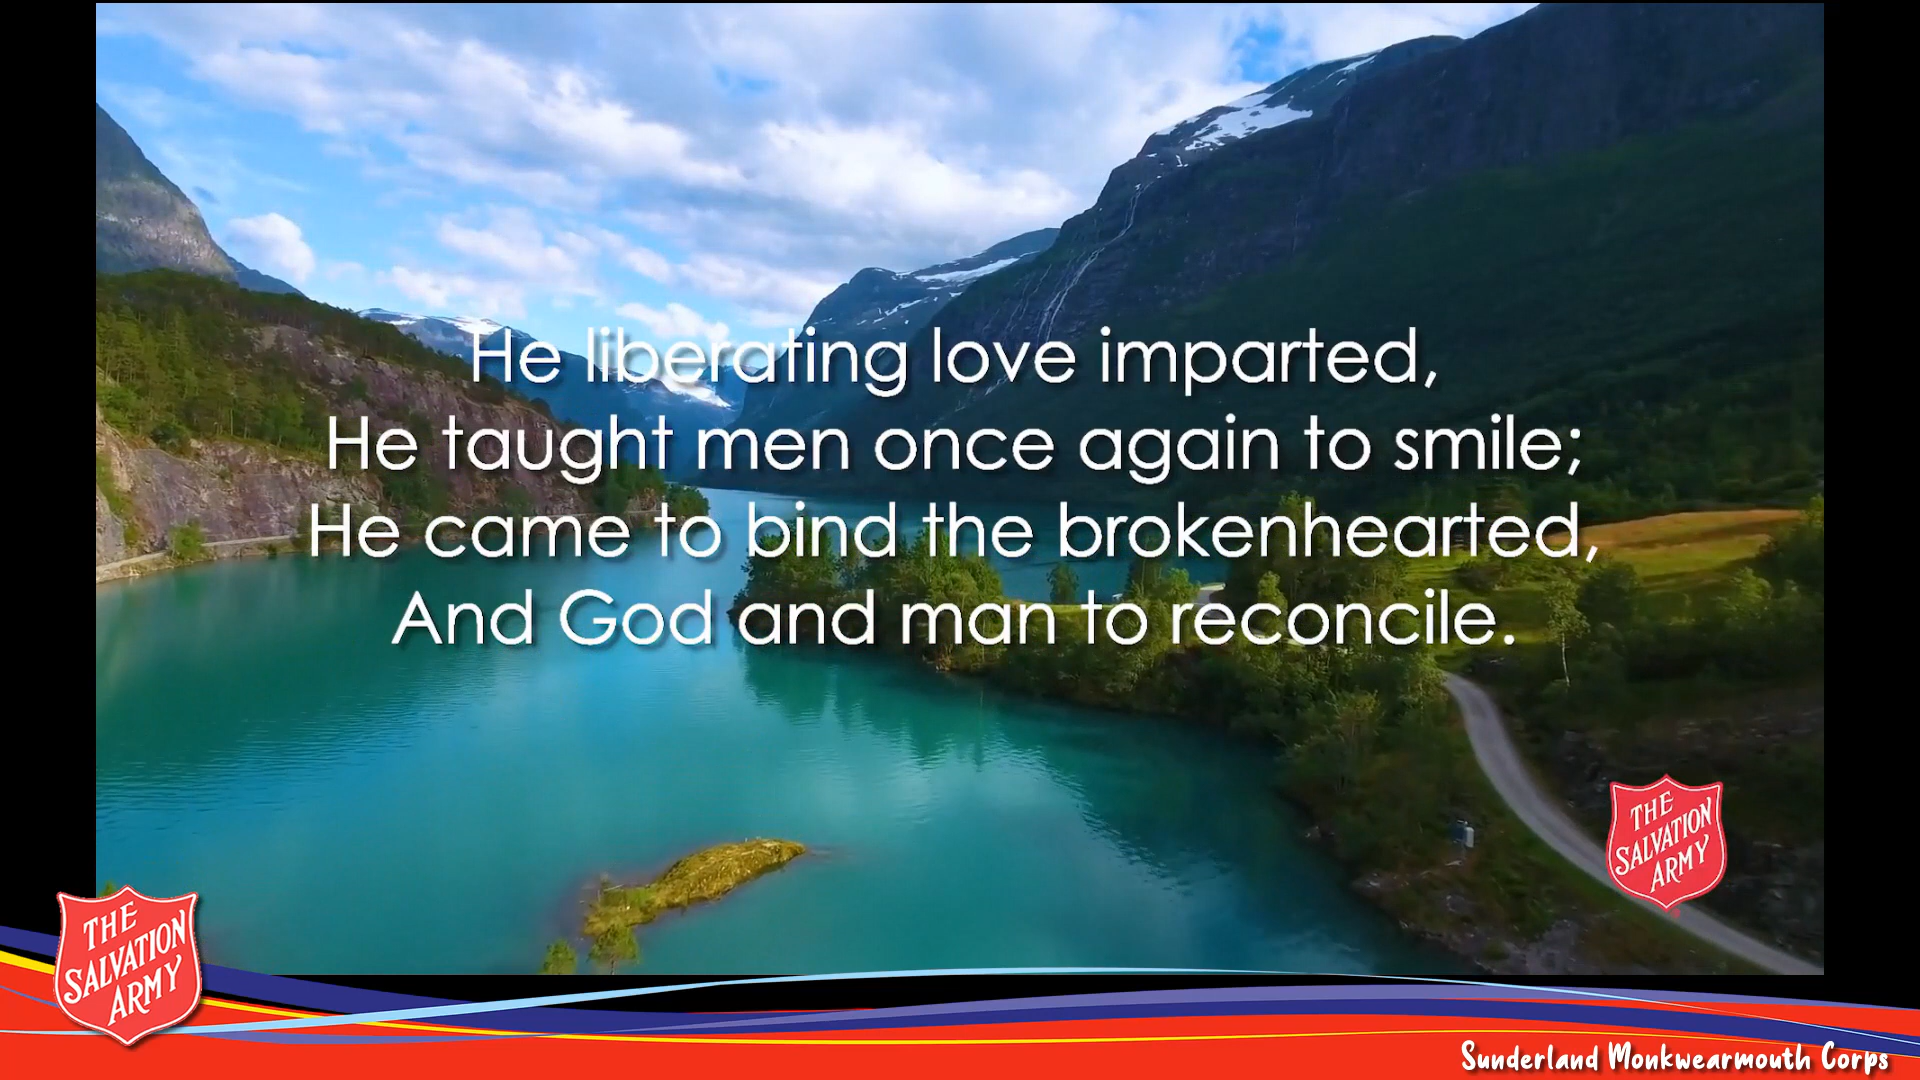 He liberating love imparted,
He taught men once again to smile;
He came to bind the brokenhearted,
And God and man to reconcile.
THE
SALVATION
ARMY
THE
SALVATION
ARMY
Sunderland Monkwearmouth Corps